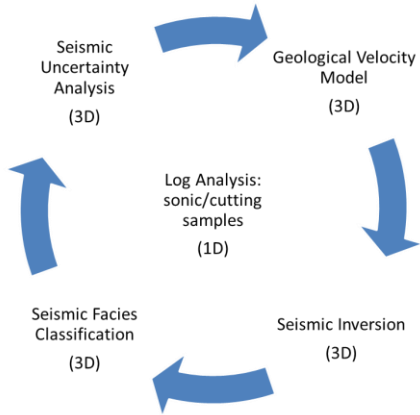 Seismic
Uncertainty
Analysis
(3D)
Geological Velocity
Model
(3D)
Log Analysis:
sonic/cutting
samples
(1D)
Seismic Facies
Classification
(3D)
Seismic Inversion
(3D)